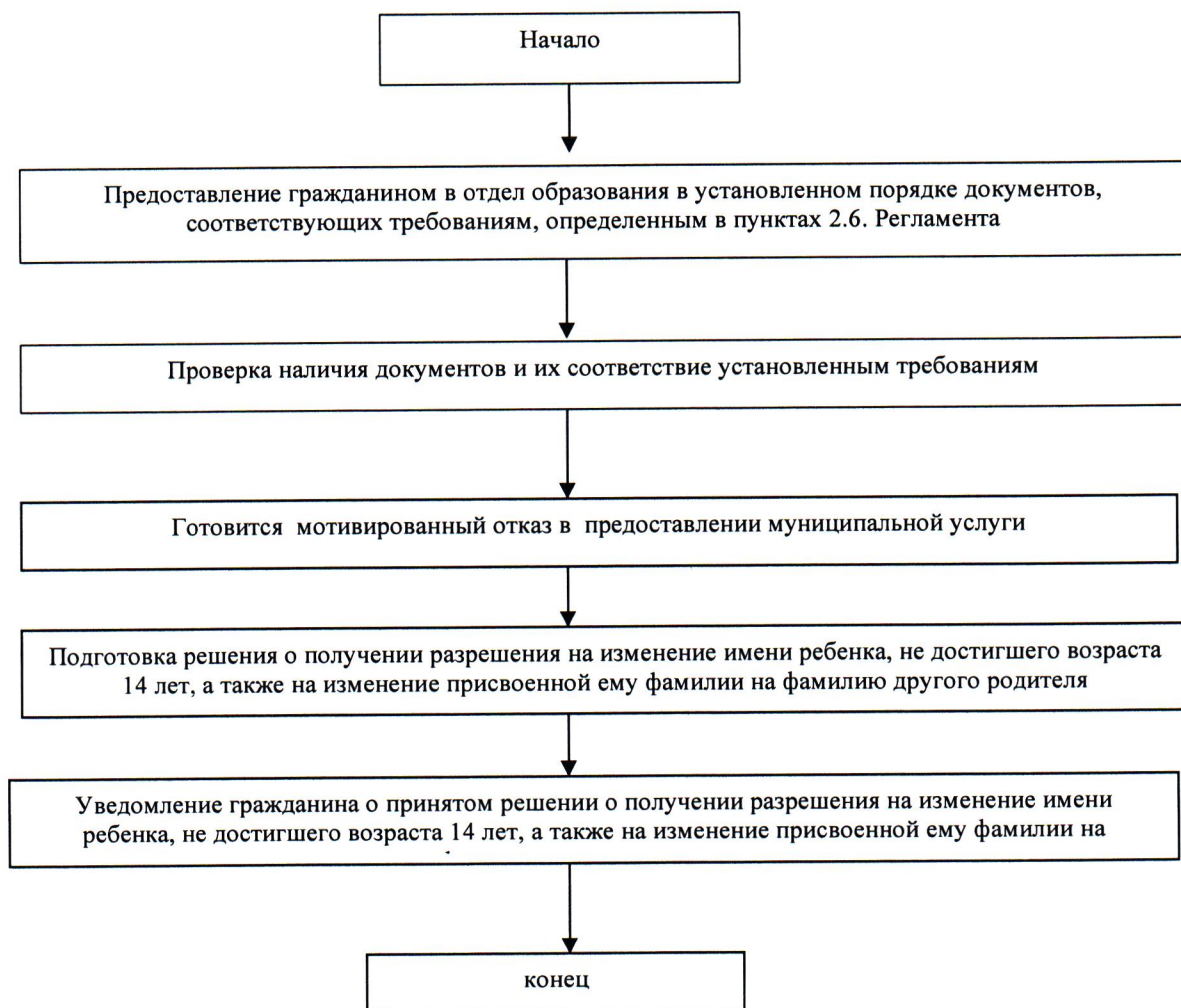 Начало
Предоставление гражданином в отдел образования в установленном порядке документов,
соответствующих требованиям, определенным в пунктах 2.6. Регламента
Проверка наличия документов и их соответствие установленным требованиям
Готовится мотивированный отказ в предоставлении муниципальной услуги
Подготовка решения о получении разрешения на изменение имени ребенка, не достигшего возраста
14 лет, а также на изменение присвоенной ему фамилии на фамилию другого родителя
Уведомление гражданина о принятом решении о получении разрешения на изменение имени
ребенка, не достигшего возраста 14 лет, а также на изменение присвоенной ему фамилии на
конец